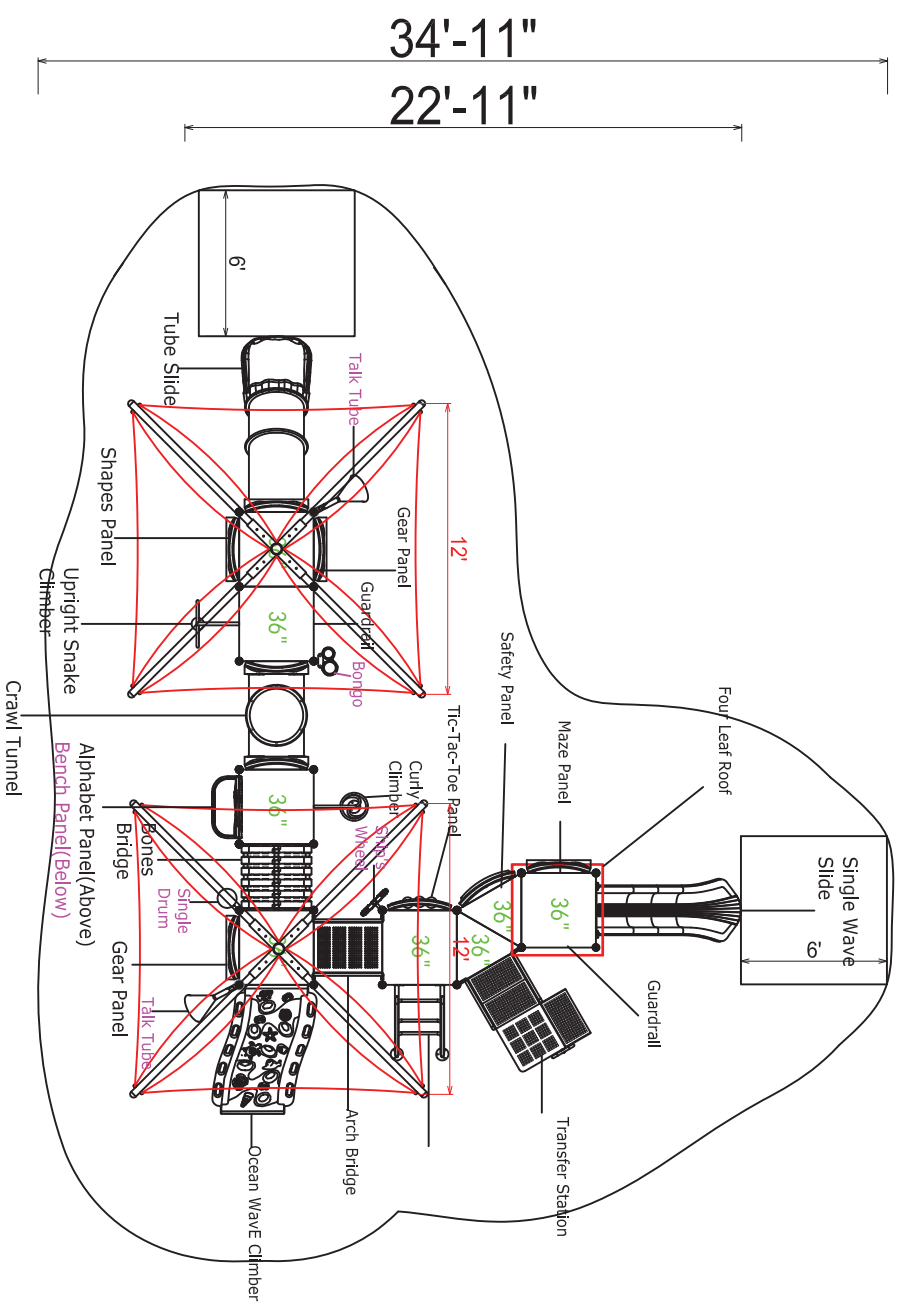 34'-11"
22'-11"
6'
Tube Slide
Talk Tube
Shapes Panel
Gear Panel
12'
Upright Snake
Climber
36"
Guardrail
Bongo
Safety Panel
Crawl Tunnel
Alphabet Panel(Above)
Bench Panel(Below)
36"
Curly
Climber
Tic-Tac-Toe Panel
Maze Panel
Four Leaf Roof
Bones
Bridge
Ship's
Wheel
Single
Drum
Gear Panel
Talk Tube
36"
12'
36"
36"
36"
Single Wave
Slide
6'
Guardrall
Arch Bridge
Transfer Station
Ocean WavE Climber